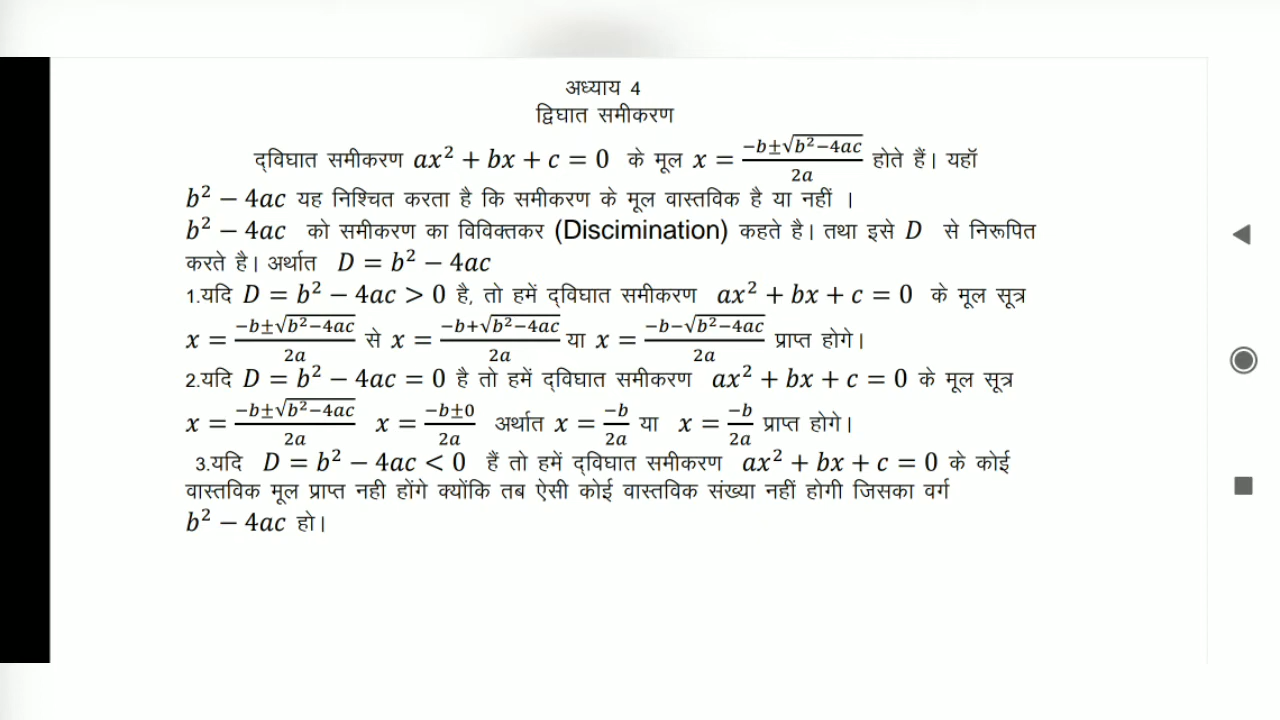 अध्याय 4
द्विघात समीकरण
द्विघात समीकरण ax² + bx + c = 0 के मूल x = (-b±√(b²-4ac))/2a होते हैं। यहॉ
b² − 4ac यह निश्चित करता है कि समीकरण के मूल वास्तविक है या नहीं ।
b² − 4ac को समीकरण का विविक्तकर (Discimination) कहते है। तथा इसे D से निरूपित
करते है। अर्थात D = b² − 4ac
1.यदि D = b² − 4ac > 0 है, तो हमें द्विघात समीकरण ax² + bx + c = 0 के मूल सूत्र
x = (-b±√(b²-4ac))/2a से x = (-b+√(b²-4ac))/2a या x = (-b-√(b²-4ac))/2a प्राप्त होगे।
2.यदि D = b² − 4ac = 0 है तो हमें द्विघात समीकरण ax² + bx + c = 0 के मूल सूत्र
x = (-b±√(b²-4ac))/2a x = (-b±0)/2a अर्थात x = -b/2a या x = -b/2a प्राप्त होगे।
3.यदि D = b² − 4ac < 0 हैं तो हमें द्विघात समीकरण ax² + bx + c = 0 के कोई
वास्तविक मूल प्राप्त नही होंगे क्योंकि तब ऐसी कोई वास्तविक संख्या नहीं होगी जिसका वर्ग
b² − 4ac हो।